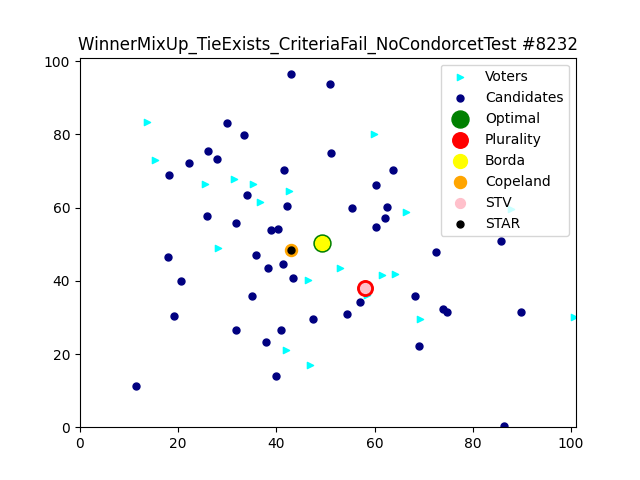 WinnerMixUp_TieExists_CriteriaFail_NoCondorcetTest #8232
100
80
60
40
20
0
0 20 40 60 80 100
Voters
Candidates
Optimal
Plurality
Borda
Copeland
STV
STAR